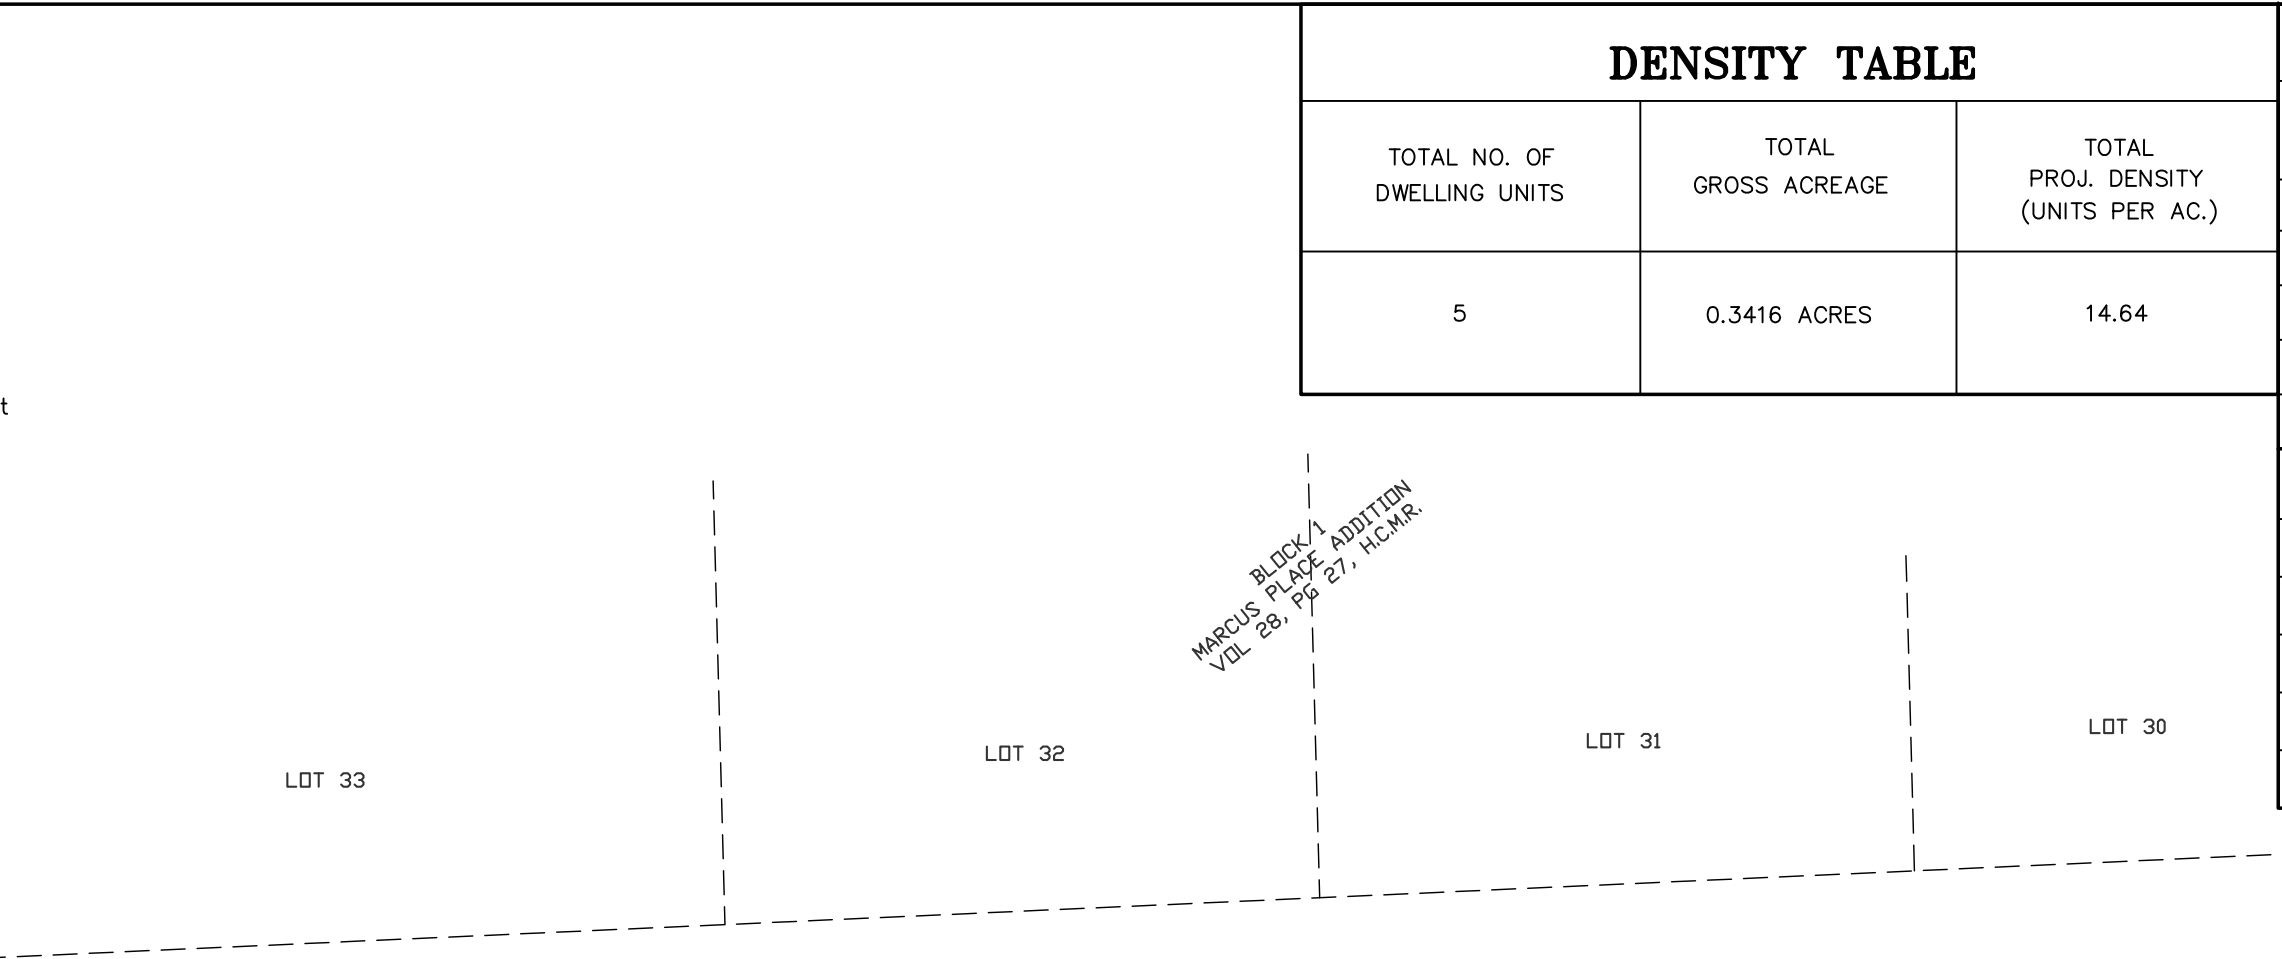 DENSITY TABLE
TOTAL NO. OF
DWELLING UNITS
TOTAL
GROSS ACREAGE
TOTAL
PROJ. DENSITY
(UNITS PER AC.)
5
0.3416 ACRES
14.64
t
BLOCK 1
MARCUS PLACE ADDITION
VOL 28, PG 27, H.C.M.R.
LOT 33
LOT 32
LOT 31
LOT 30